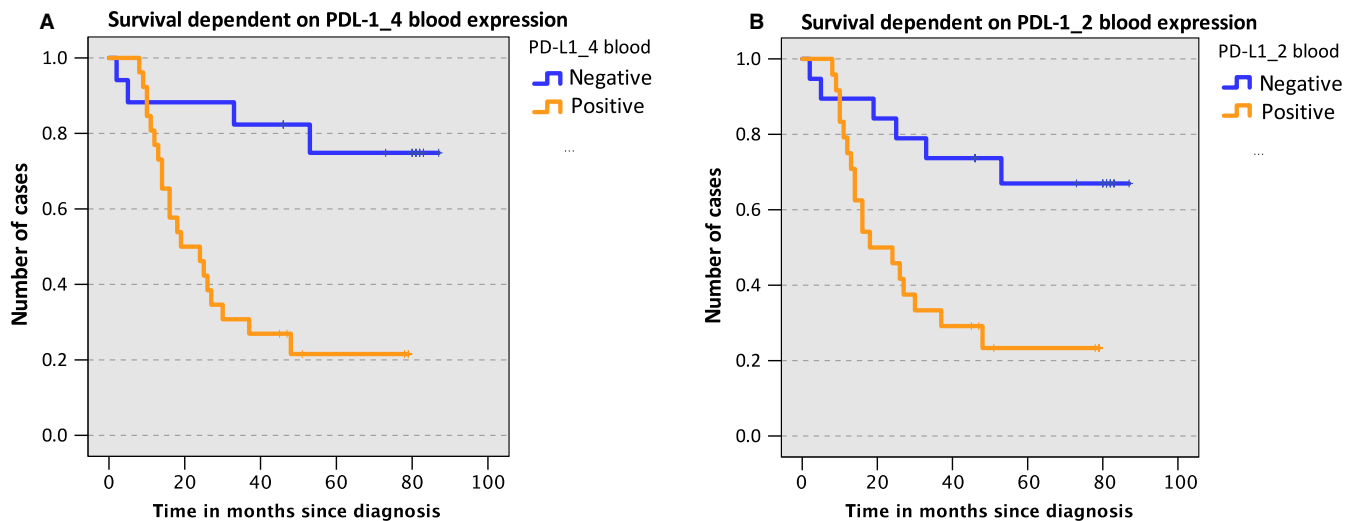 A
Survival dependent on PDL-1_4 blood expression
PD-L1_4 blood
Negative
Positive
...
Number of cases
1.0
0.8
0.6
0.4
0.2
0.0
0 20 40 60 80 100
Time in months since diagnosis
B
Survival dependent on PDL-1_2 blood expression
PD-L1_2 blood
Negative
Positive
...
Number of cases
1.0
0.8
0.6
0.4
0.2
0.0
0 20 40 60 80 100
Time in months since diagnosis